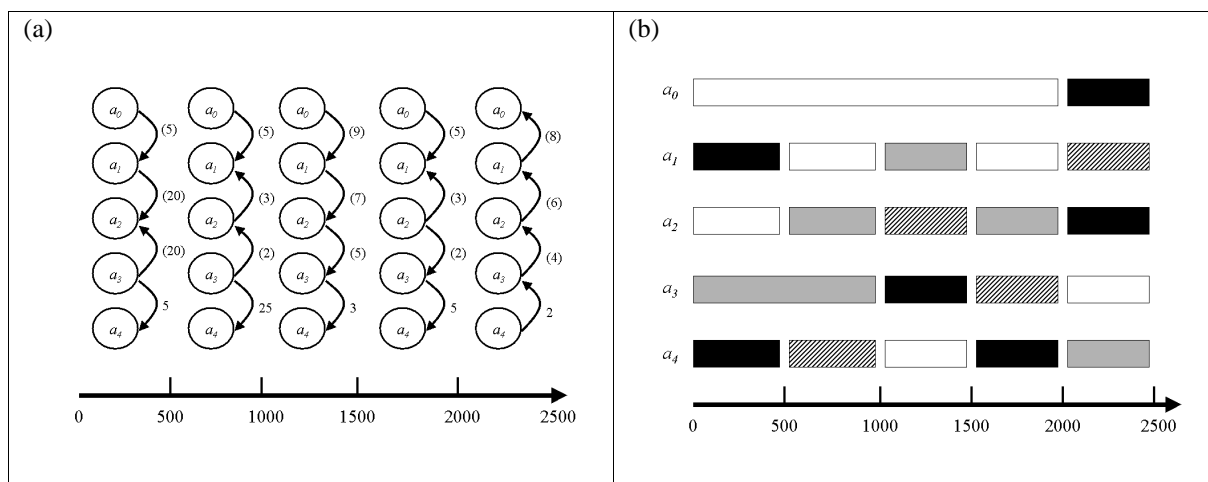 (a)
a0 a0 a0 a0 a0
(5) (5) (9) (5) (8)
a1 a1 a1 a1 a1
(20) (3) (7) (3) (6)
a2 a2 a2 a2 a2
(20) (2) (5) (2) (4)
a3 a3 a3 a3 a3
5 25 3 5 2
a4 a4 a4 a4 a4
0 500 1000 1500 2000 2500
(b)
a0
a1
a2
a3
a4
0 500 1000 1500 2000 2500